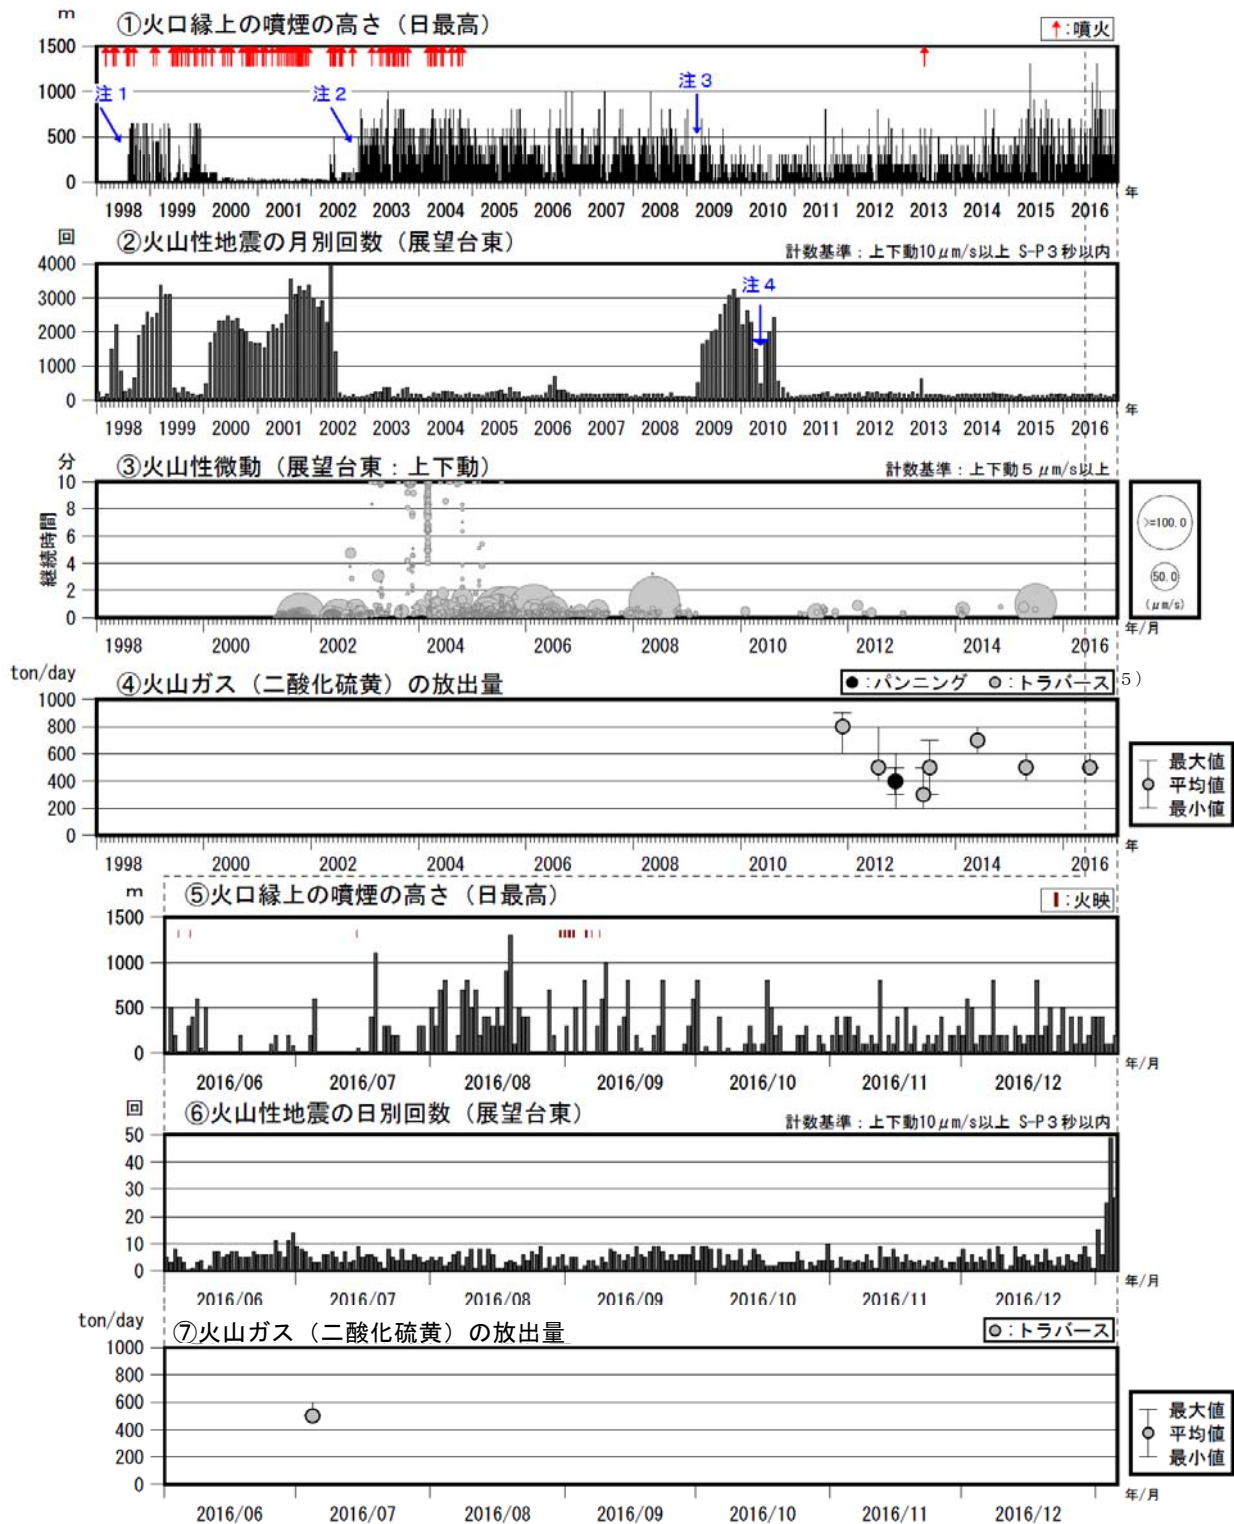 m
①火口縁上の噴煙の高さ（日最高）
↑:噴火
1500
1000
500
0
注１
注２
注３
1998 1999 2000 2001 2002 2003 2004 2005 2006 2007 2008 2009 2010 2011 2012 2013 2014 2015 2016
年
回
②火山性地震の月別回数（展望台東）
計数基準：上下動10μm/s以上 S-P３秒以内
4000
3000
2000
1000
0
注４
1998 1999 2000 2001 2002 2003 2004 2005 2006 2007 2008 2009 2010 2011 2012 2013 2014 2015 2016
年
分
③火山性微動（展望台東：上下動）
計数基準：上下動５μm/s以上
継続時間
10
8
6
4
2
0
>=100.0
50.0
(μm/s)
1998 2000 2002 2004 2006 2008 2010 2012 2014 2016
年/月
ton/day
④火山ガス（二酸化硫黄）の放出量
●:パンニング ○:トラバース
5）
1000
800
600
400
200
0
最大値
平均値
最小値
1998 2000 2002 2004 2006 2008 2010 2012 2014 2016
年
m
⑤火口縁上の噴煙の高さ（日最高）
:火映
1500
1000
500
0
2016/06 2016/07 2016/08 2016/09 2016/10 2016/11 2016/12
年/月
回
⑥火山性地震の日別回数（展望台東）
計数基準：上下動10μm/s以上 S-P３秒以内
50
40
30
20
10
0
2016/06 2016/07 2016/08 2016/09 2016/10 2016/11 2016/12
年/月
ton/day
⑦火山ガス（二酸化硫黄）の放出量
○:トラバース
1000
800
600
400
200
0
最大値
平均値
最小値
2016/06 2016/07 2016/08 2016/09 2016/10 2016/11 2016/12
年/月